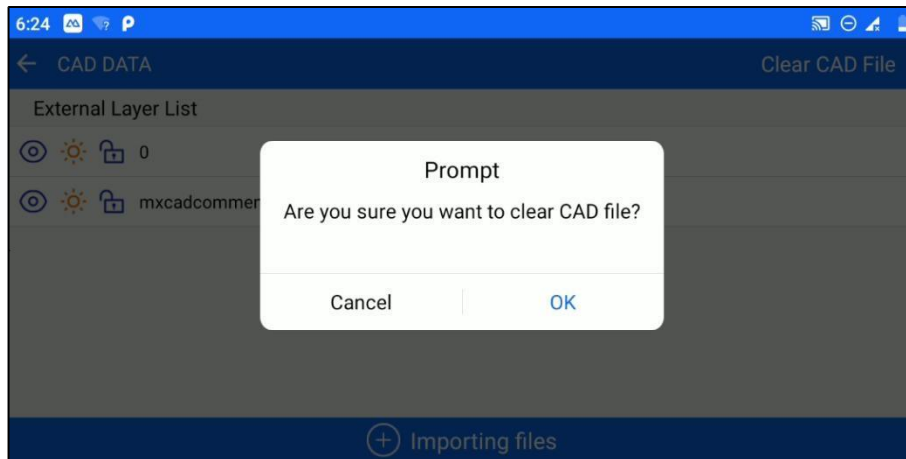 6:24
CAD DATA
Clear CAD File
External Layer List
0
mxcadcommen
Prompt
Are you sure you want to clear CAD file?
Cancel
OK
Importing files